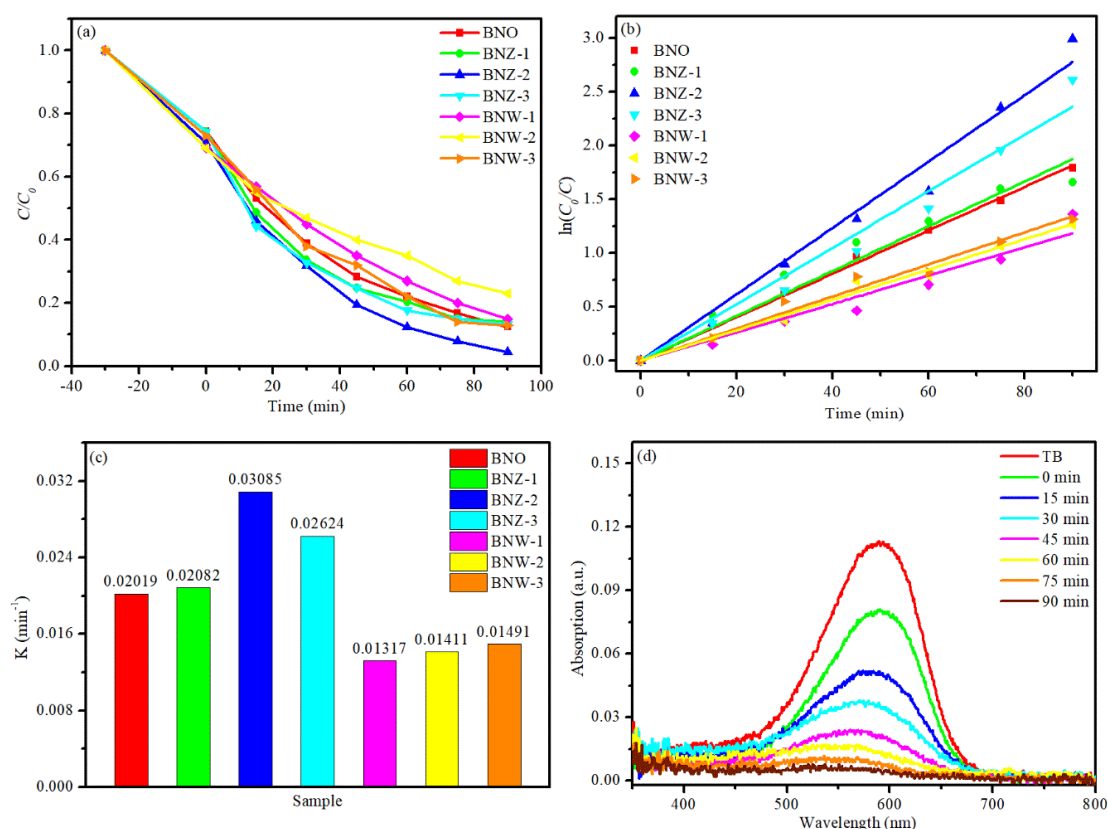 (a)
BNO
BNZ-1
BNZ-2
BNZ-3
BNW-1
BNW-2
BNW-3
1.0
0.8
0.6
0.4
0.2
0.0
C/C0
-40 -20 0 20 40 60 80 100
Time (min)
(b)
BNO
BNZ-1
BNZ-2
BNZ-3
BNW-1
BNW-2
BNW-3
3.0
2.5
2.0
1.5
1.0
0.5
0.0
ln(C0/C)
0 20 40 60 80
Time (min)
(c)
BNO
BNZ-1
BNZ-2
BNZ-3
BNW-1
BNW-2
BNW-3
0.032
0.024
0.016
0.008
0.000
K (min-1)
0.02019
0.02082
0.03085
0.02624
0.01317
0.01411
0.01491
Sample
(d)
TB
0 min
15 min
30 min
45 min
60 min
75 min
90 min
0.15
0.12
0.09
0.06
0.03
0.00
Absorption (a.u.)
400 500 600 700 800
Wavelength (nm)